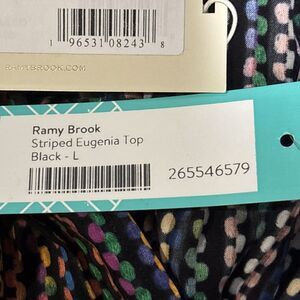 1 96531 08243 8
RAMYBROOK.COM
Ramy Brook
Striped Eugenia Top
Black - L
265546579